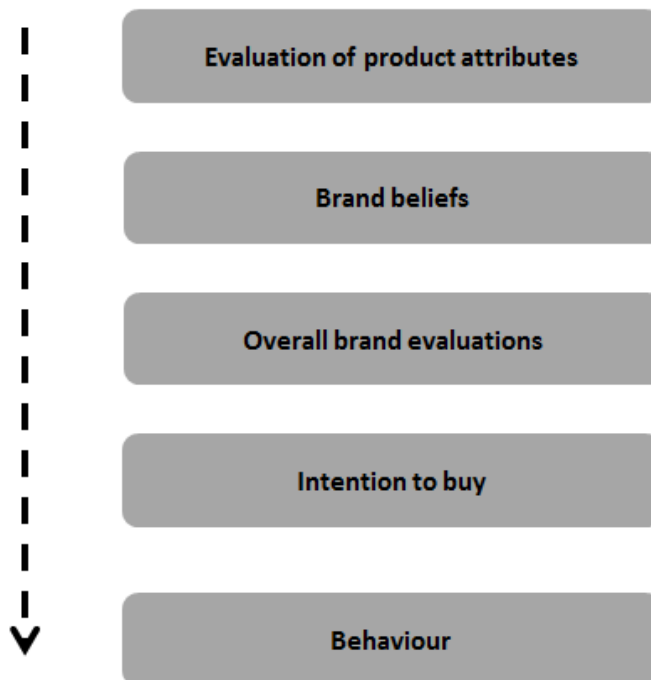 Evaluation of product attributes
Brand beliefs
Overall brand evaluations
Intention to buy
Behaviour